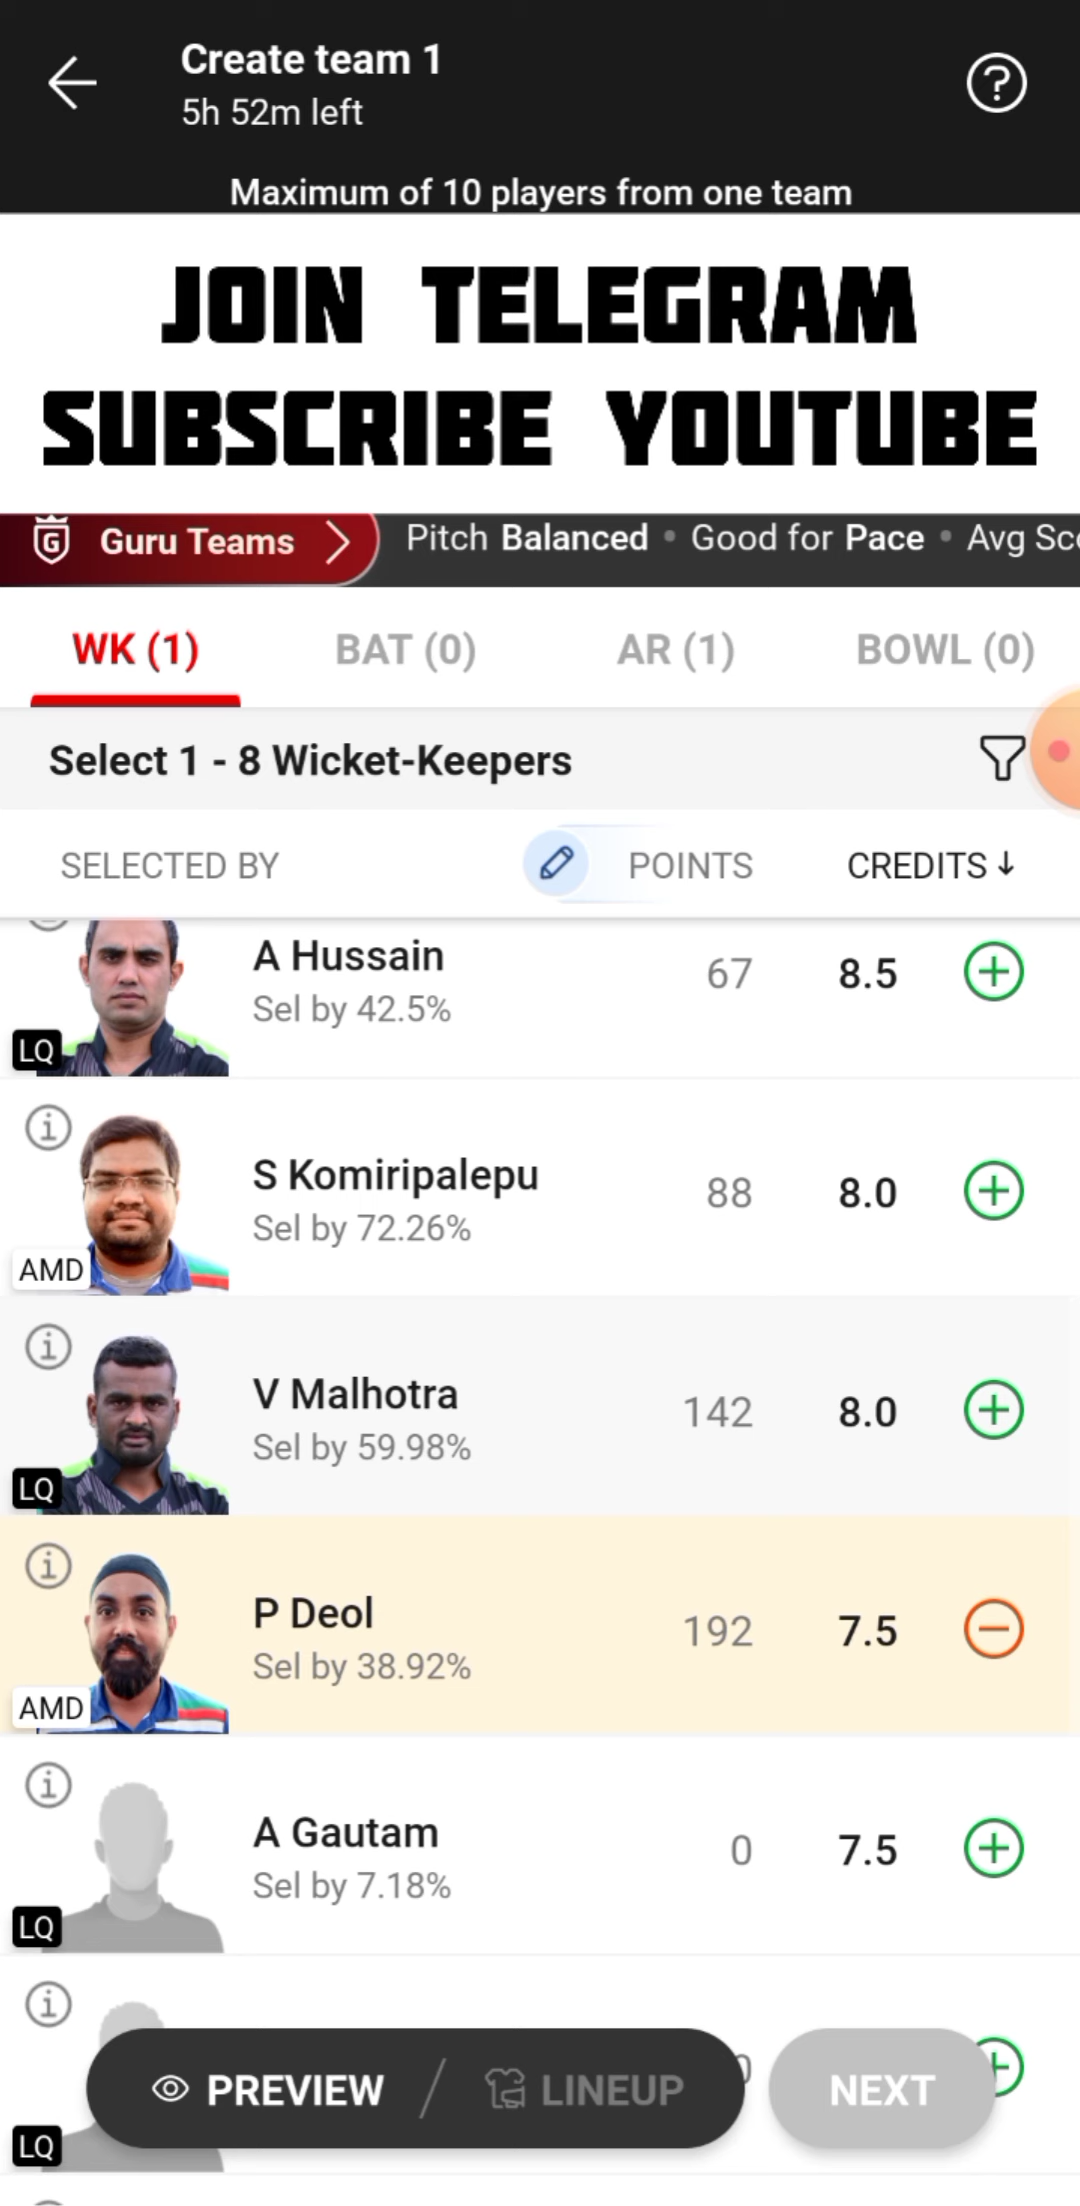 Create team 1
5h 52m left
Maximum of 10 players from one team
JOIN TELEGRAM
SUBSCRIBE YOUTUBE
G Guru Teams Pitch Balanced • Good for Pace • Avg
WK (1) BAT (0) AR (1) BOWL (0)
Select 1 - 8 Wicket-Keepers
SELECTED BY POINTS CREDITS ↓
A Hussain 67 8.5
Sel by 42.5%
LQ
S Komiripalepu 88 8.0
Sel by 72.26%
AMD
V Malhotra 142 8.0
Sel by 59.98%
LQ
P Deol 192 7.5
Sel by 38.92%
AMD
A Gautam 0 7.5
Sel by 7.18%
LQ
PREVIEW / LINEUP NEXT
LQ